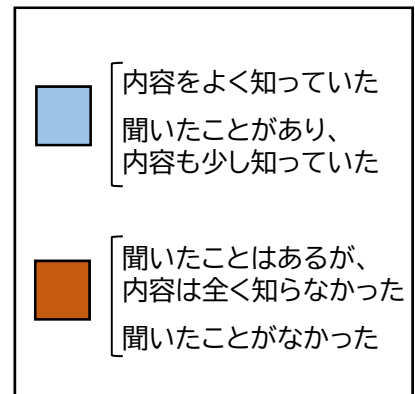 内容をよく知っていた
聞いたことがあり、
内容も少し知っていた
聞いたことはあるが、
内容は全く知らなかった
聞いたことがなかった